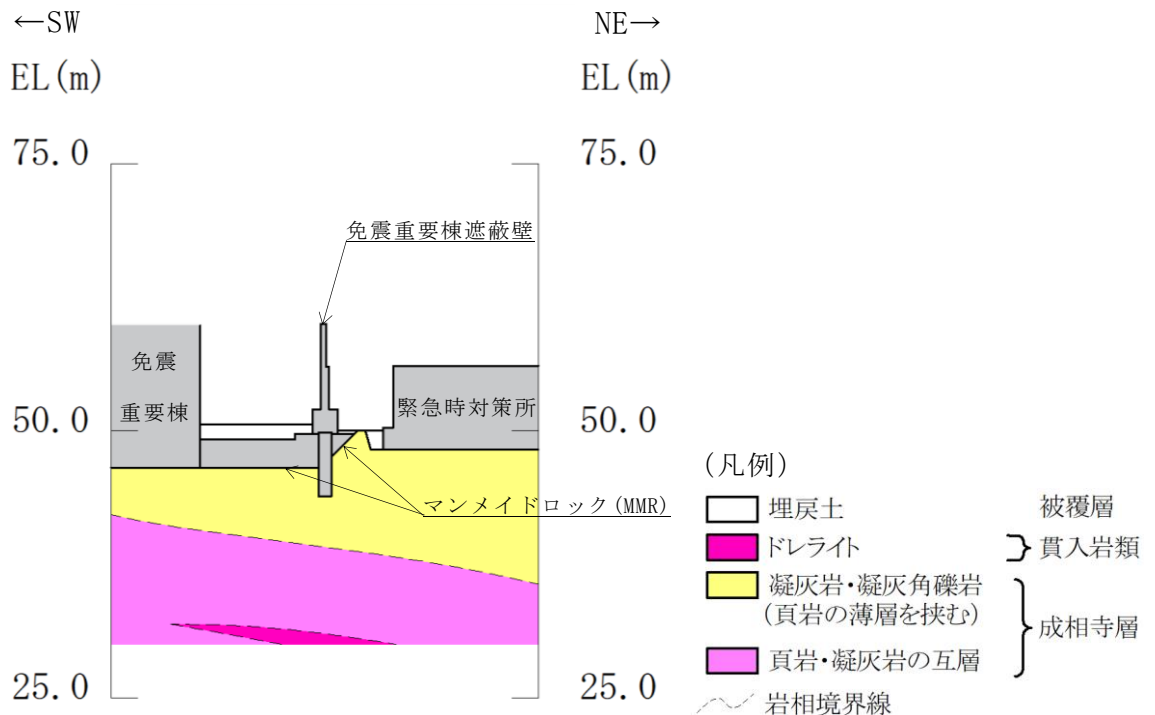 ←SW
NE→
EL(m)
EL(m)
75.0
75.0
免震重要棟遮蔽壁
免震
重要棟
緊急時対策所
50.0
50.0
マンメイドロック(MMR)
(凡例)
埋戻土
被覆層
ドレライト
貫入岩類
凝灰岩・凝灰角礫岩
(頁岩の薄層を挟む)
成相寺層
頁岩・凝灰岩の互層
25.0
25.0
岩相境界線